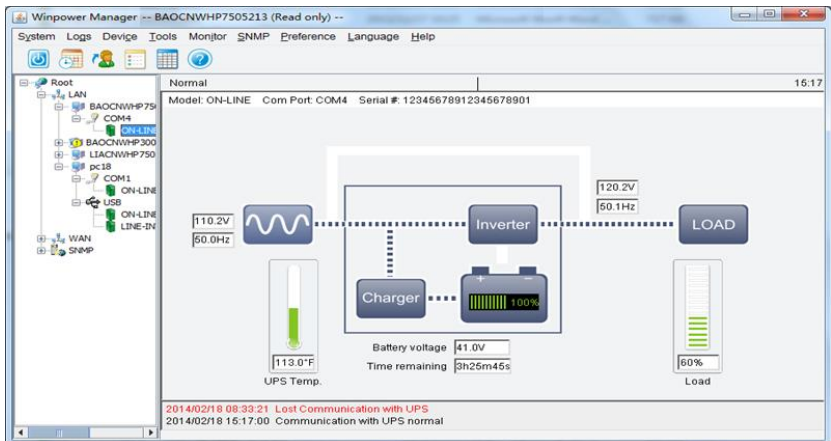 Winpower Manager -- BAOCNWHP7505213 (Read only) --
System Logs Device Tools Monitor SNMP Preference Language Help
Root
LAN
BAOCNWHP75
COM4
ON-LINE
BAOCNWHP300
LIACNWHP750
pc18
COM1
ON-LINE
USB
ON-LINE
LINE-IN
WAN
SNMP
Normal 15:17
Model: ON-LINE Com Port: COM4 Serial #: 12345678912345678901
110.2V
50.0Hz
120.2V
50.1Hz
Inverter
LOAD
Charger
+ −
100%
Battery voltage 41.0V
Time remaining 3h25m45s
113.0°F
UPS Temp.
60%
Load
2014/02/18 08:33:21 Lost Communication with UPS
2014/02/18 15:17:00 Communication with UPS normal